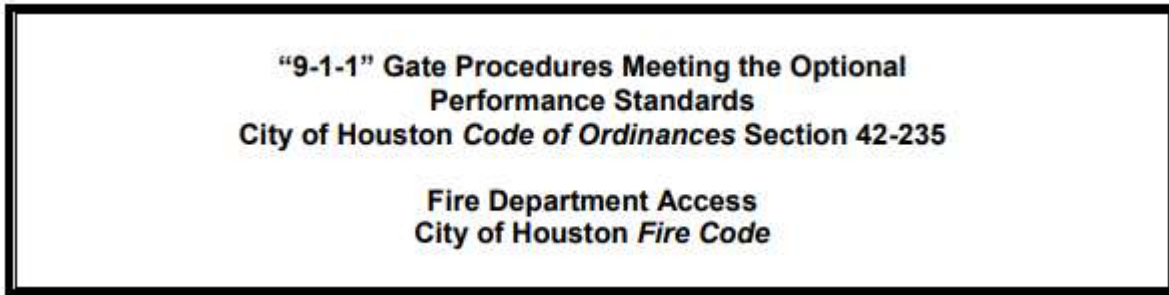 “9-1-1” Gate Procedures Meeting the Optional
Performance Standards
City of Houston Code of Ordinances Section 42-235
Fire Department Access
City of Houston Fire Code